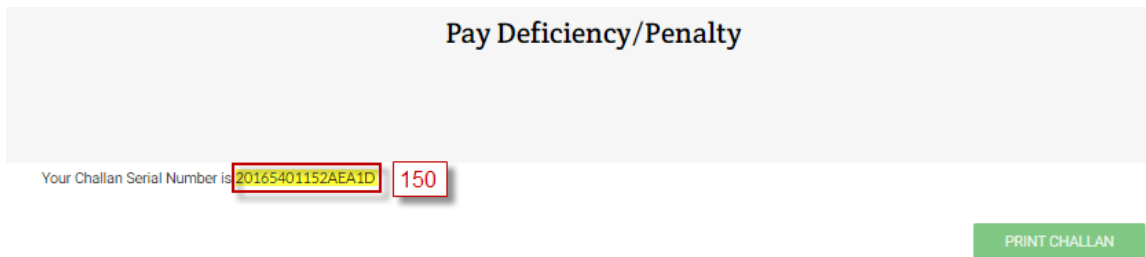 Pay Deficiency/Penalty
Your Challan Serial Number is 20165401152AEA1D 150
PRINT CHALLAN